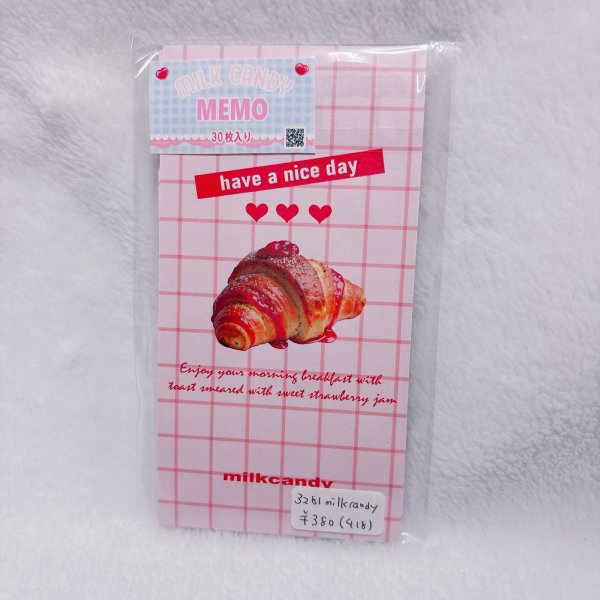 MILK CANDY
MEMO
30枚入り
have a nice day
Enjoy your morning breakfast with
toast smeared with sweet strawberry jam
milkcandy
3281 milkcandy
¥380(418)